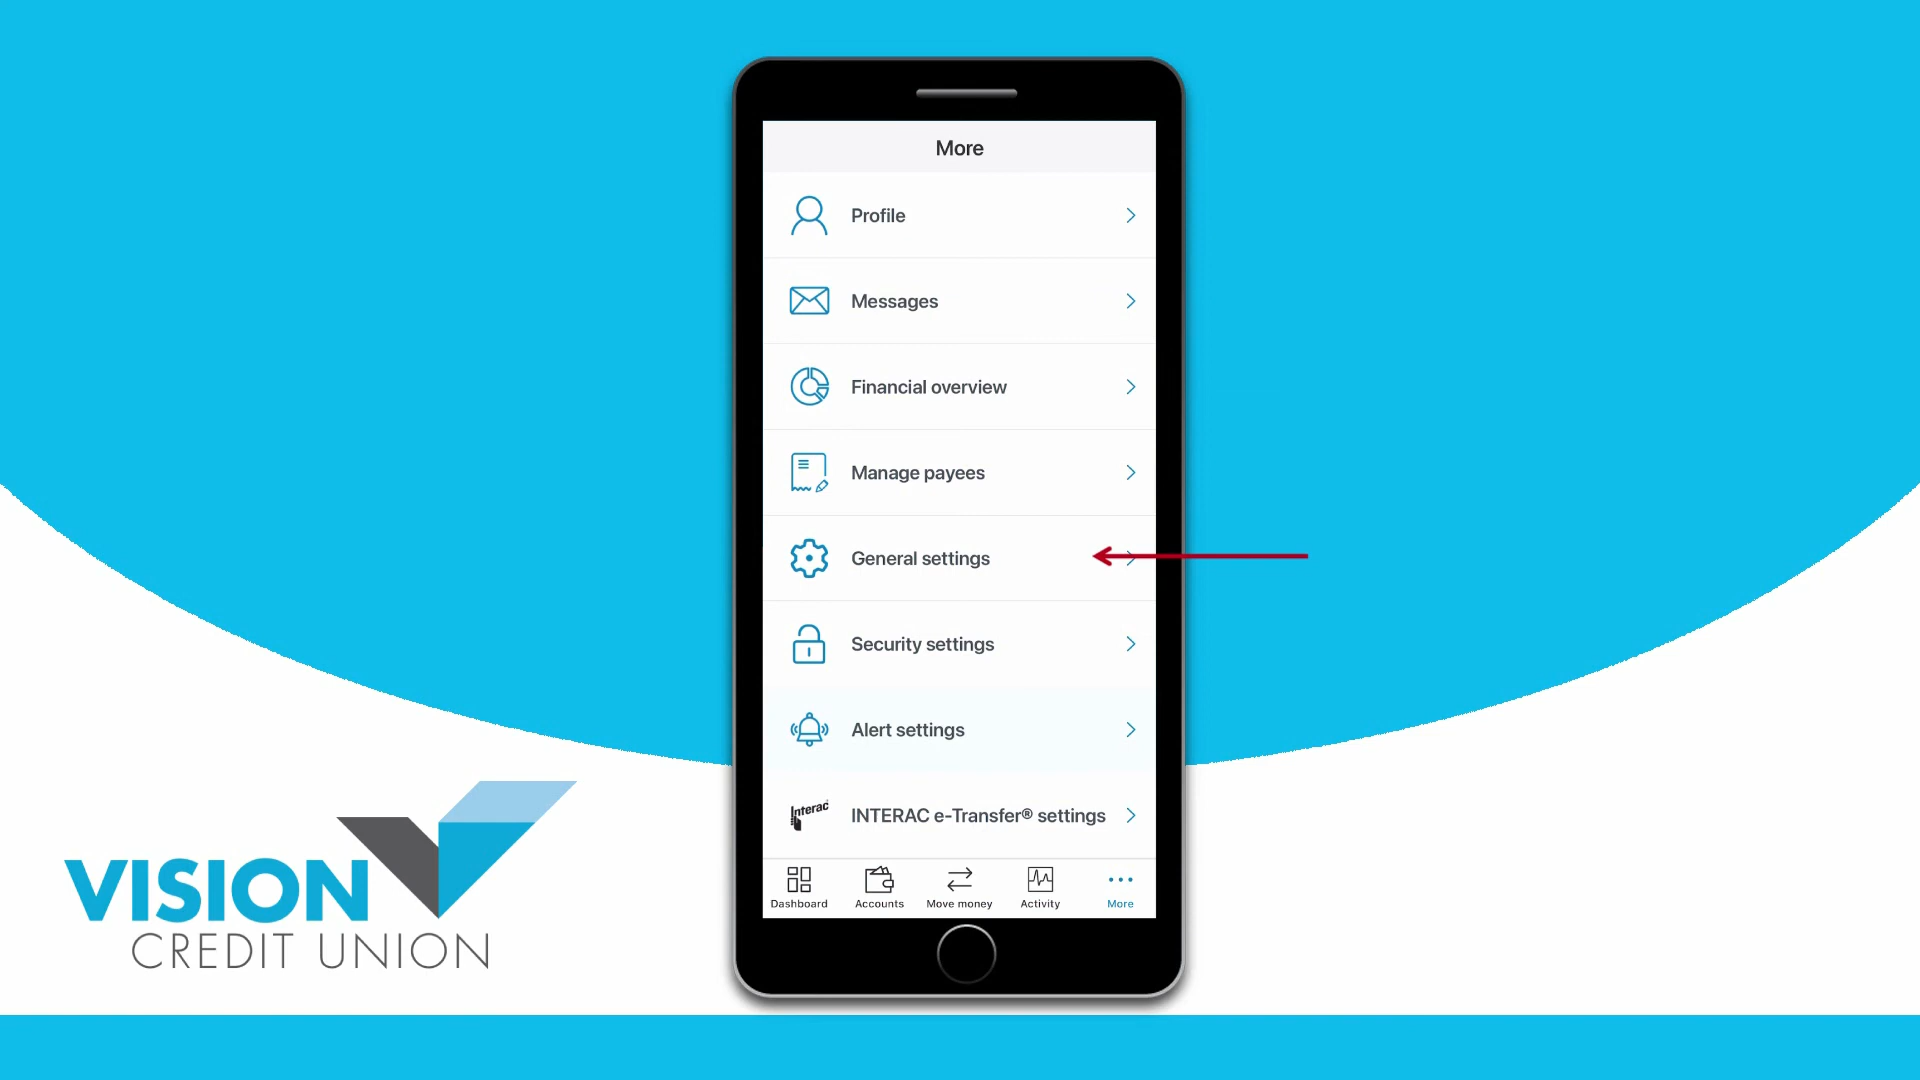 More
Profile
Messages
Financial overview
Manage payees
General settings
Security settings
Alert settings
Interac
INTERAC e-Transfer® settings
Dashboard
Accounts
Move money
Activity
More
VISION
CREDIT UNION